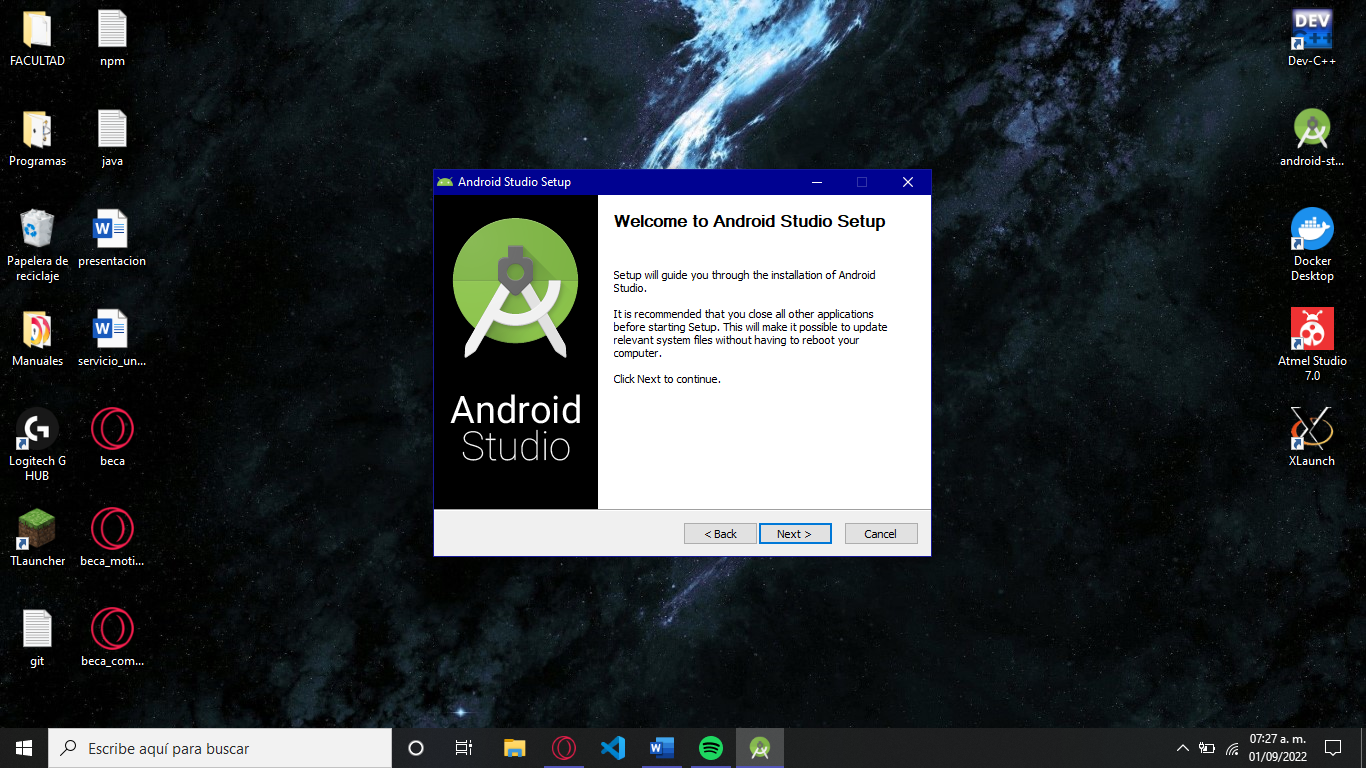 FACULTAD
npm
Programas
java
Papelera de
reciclaje
presentacion
Manuales
servicio_un...
Logitech G
HUB
beca
TLauncher
beca_moti...
git
beca_com...
DEV
C++
Dev-C++
android-st...
Docker
Desktop
Atmel Studio
7.0
XLaunch
Android Studio Setup
Android
Studio
Welcome to Android Studio Setup
Setup will guide you through the installation of Android
Studio.
It is recommended that you close all other applications
before starting Setup. This will make it possible to update
relevant system files without having to reboot your
computer.
Click Next to continue.
< Back
Next >
Cancel
Escribe aquí para buscar
07:27 a. m.
01/09/2022